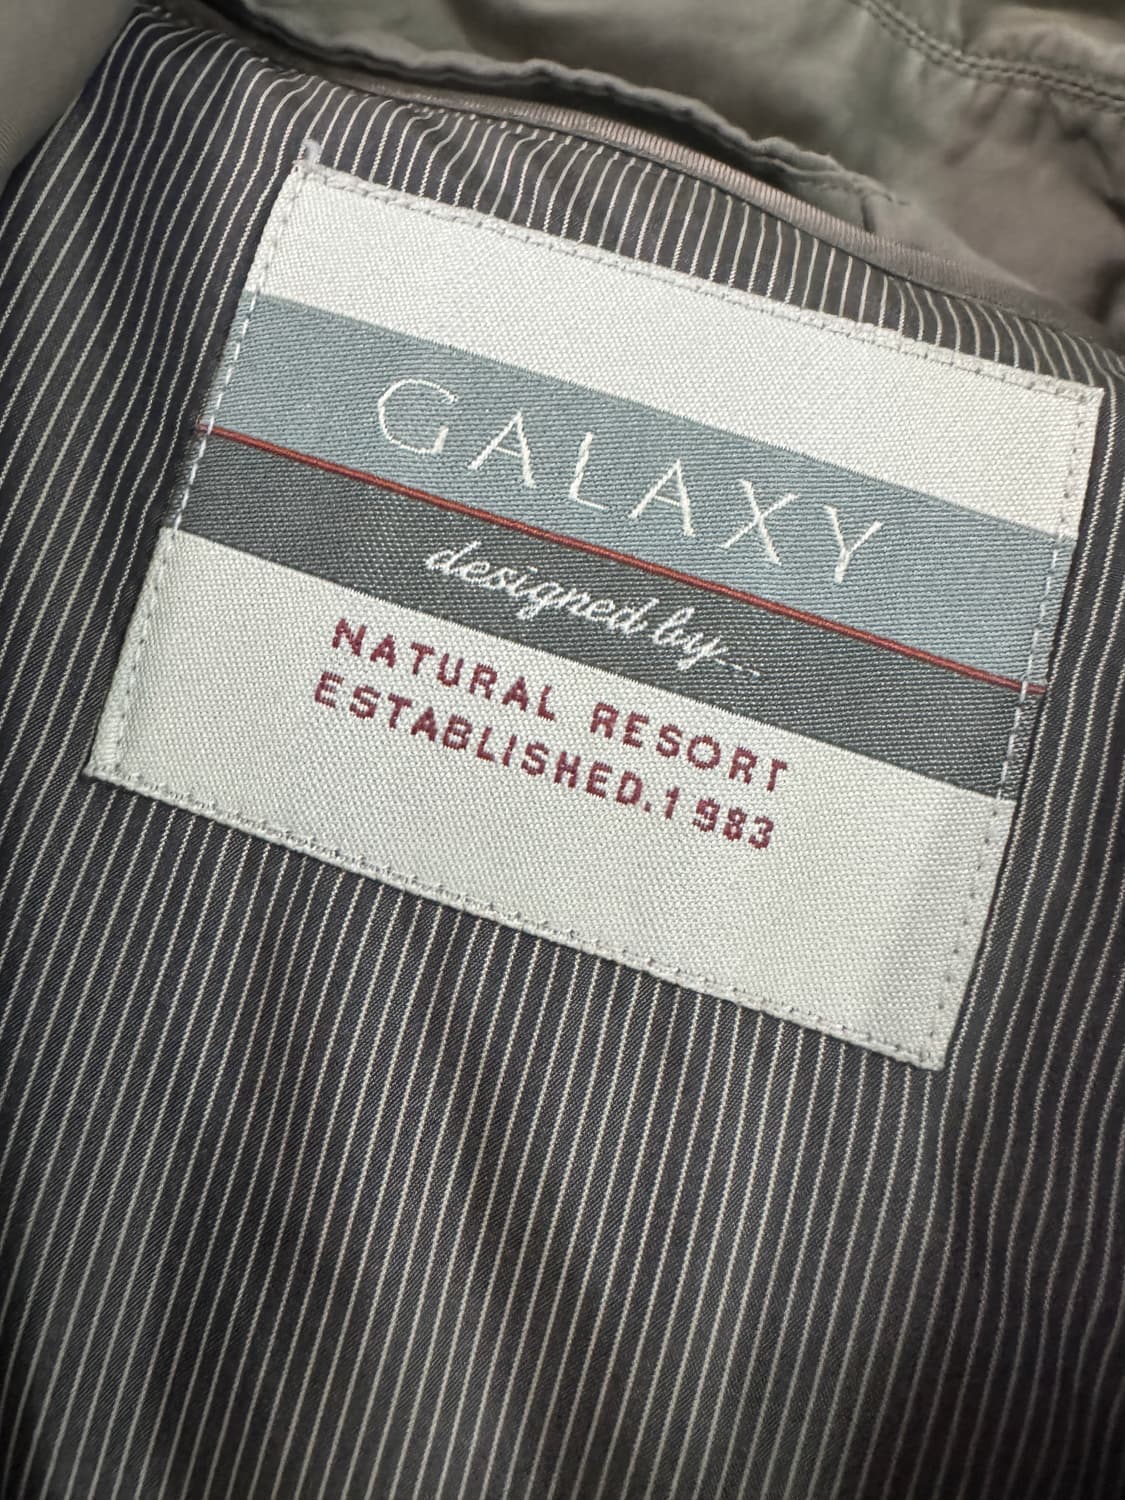 GALAXY
designed by...
NATURAL RESORT
ESTABLISHED.1983